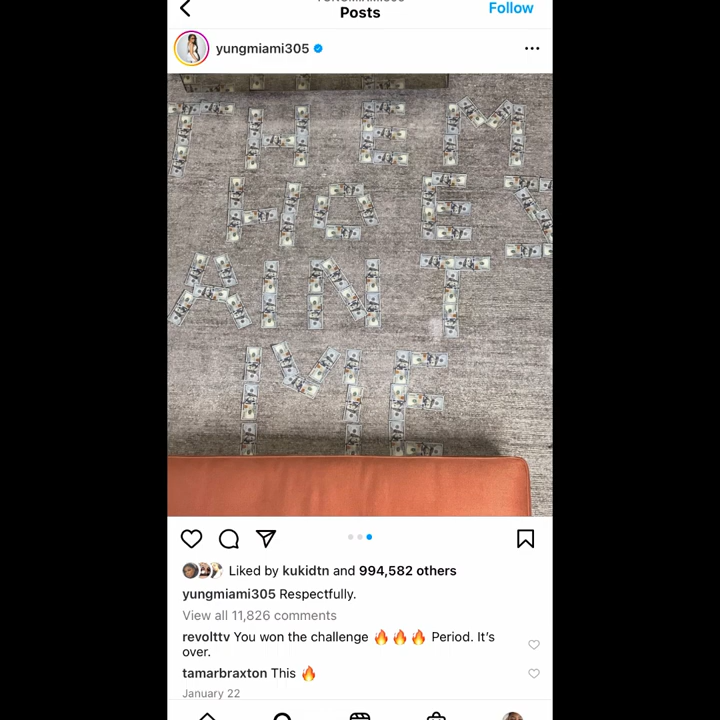 Posts
Follow
yungmiami305
THEM
HOES
AIN'T
ME
Liked by kukidtn and 994,582 others
yungmiami305 Respectfully.
View all 11,826 comments
revolttv You won the challenge 🔥🔥🔥 Period. It's
over.
tamarbraxton This 🔥
January 22